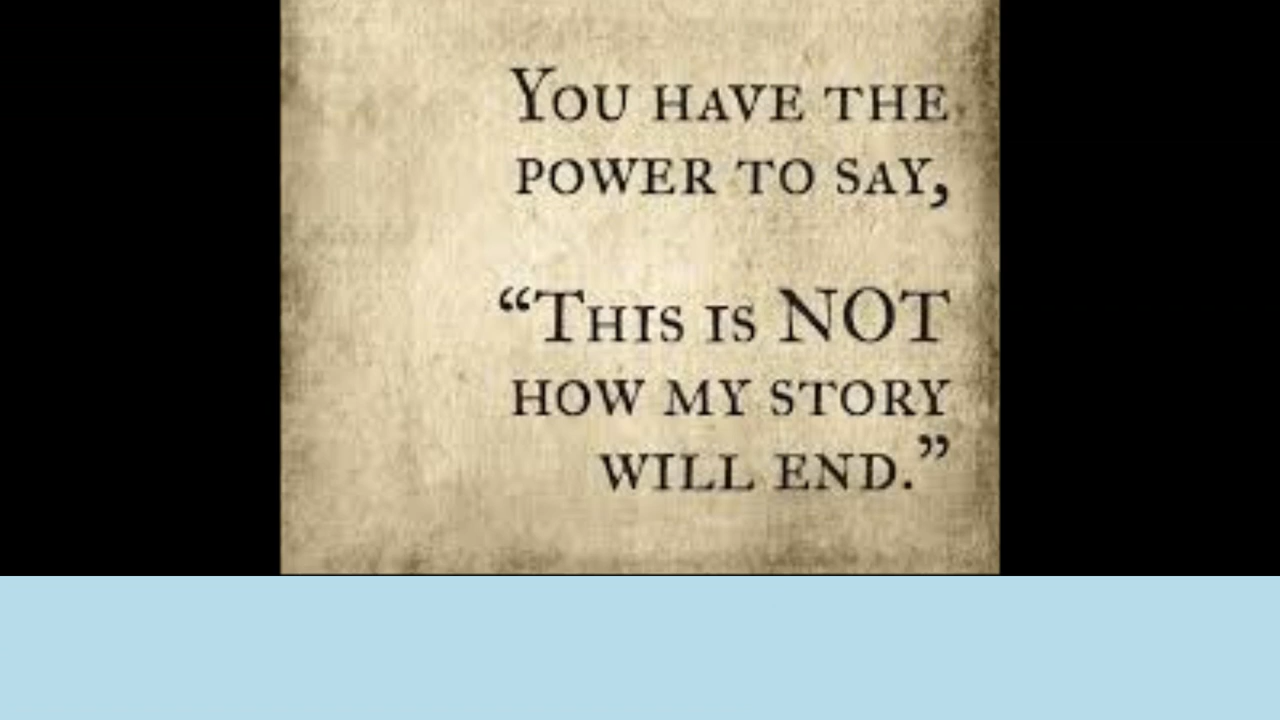 You have the
power to say,
“This is NOT
how my story
will end.”